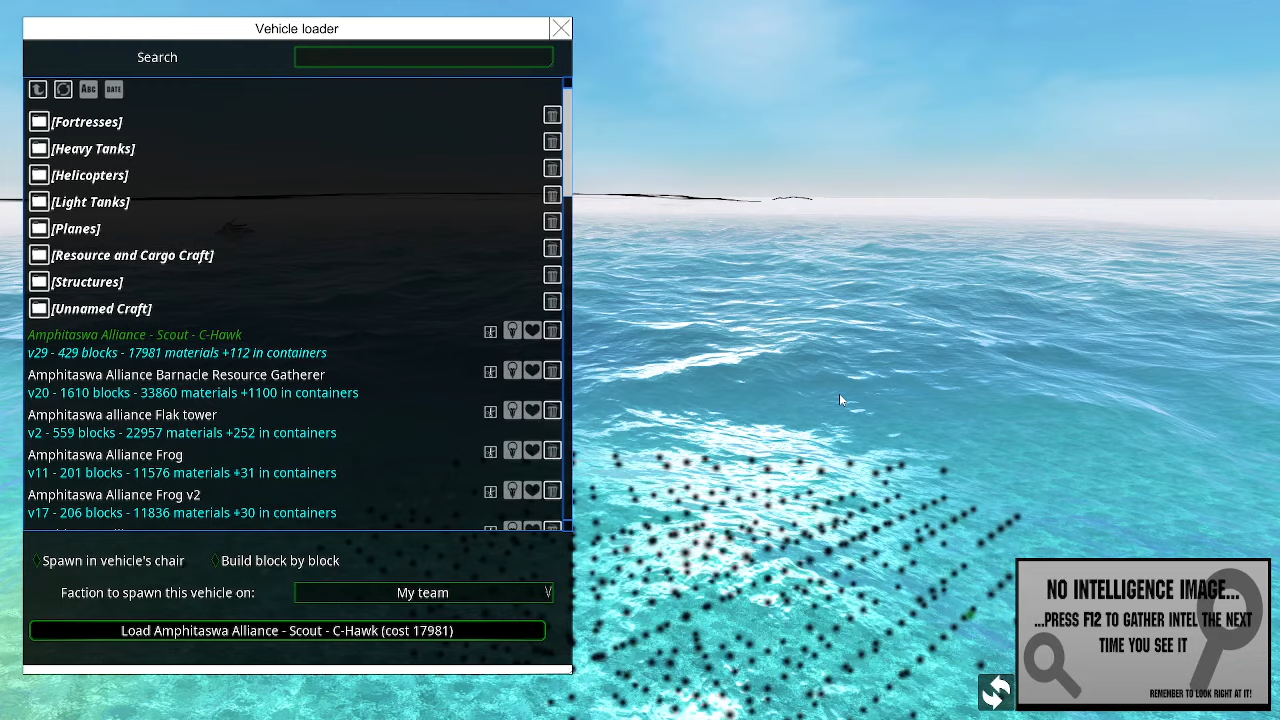 Vehicle loader
Search
ABC DATE
[Fortresses]
[Heavy Tanks]
[Helicopters]
[Light Tanks]
[Planes]
[Resource and Cargo Craft]
[Structures]
[Unnamed Craft]
Amphitaswa Alliance - Scout - C-Hawk
v29 - 429 blocks - 17981 materials +112 in containers
Amphitaswa Alliance Barnacle Resource Gatherer
v20 - 1610 blocks - 33860 materials +1100 in containers
Amphitaswa alliance Flak tower
v2 - 559 blocks - 22957 materials +252 in containers
Amphitaswa Alliance Frog
v11 - 201 blocks - 11576 materials +31 in containers
Amphitaswa Alliance Frog v2
v17 - 206 blocks - 11836 materials +30 in containers
Spawn in vehicle's chair Build block by block
Faction to spawn this vehicle on: My team V
Load Amphitaswa Alliance - Scout - C-Hawk (cost 17981)
NO INTELLIGENCE IMAGE...
...PRESS F12 TO GATHER INTEL THE NEXT
TIME YOU SEE IT
REMEMBER TO LOOK RIGHT AT IT!